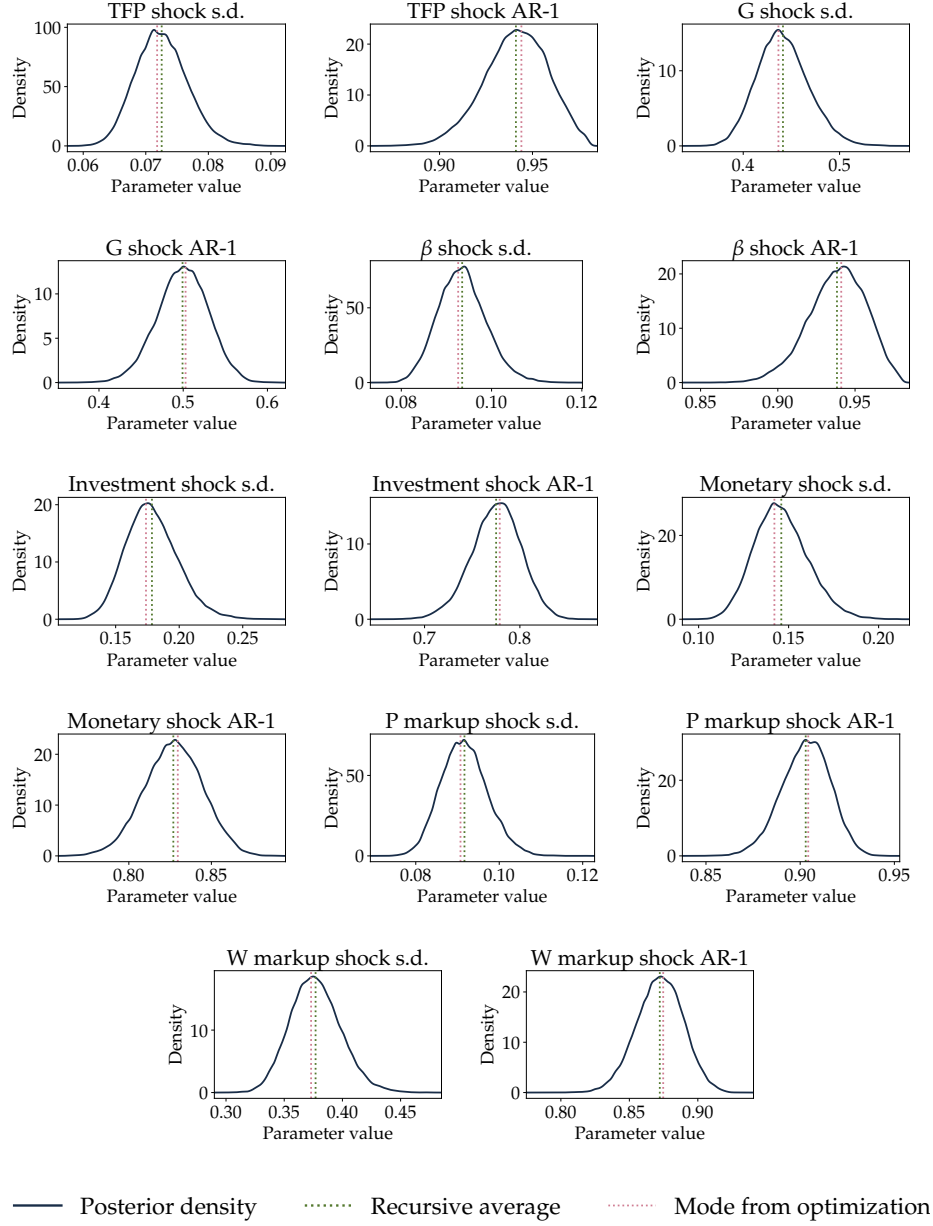 TFP shock s.d. TFP shock AR-1 G shock s.d.
100 50 0 Density 0.06 0.07 0.08 0.09 Parameter value
20 10 0 Density 0.90 0.95 Parameter value
10 0 Density 0.4 0.5 Parameter value
G shock AR-1 β shock s.d. β shock AR-1
10 5 0 Density 0.4 0.5 0.6 Parameter value
50 0 Density 0.08 0.10 0.12 Parameter value
20 10 0 Density 0.85 0.90 0.95 Parameter value
Investment shock s.d. Investment shock AR-1 Monetary shock s.d.
20 10 0 Density 0.15 0.20 0.25 Parameter value
10 0 Density 0.7 0.8 Parameter value
20 0 Density 0.10 0.15 0.20 Parameter value
Monetary shock AR-1 P markup shock s.d. P markup shock AR-1
20 10 0 Density 0.80 0.85 Parameter value
50 0 Density 0.08 0.10 0.12 Parameter value
20 0 Density 0.85 0.90 0.95 Parameter value
W markup shock s.d. W markup shock AR-1
10 0 Density 0.30 0.35 0.40 0.45 Parameter value
20 10 0 Density 0.80 0.85 0.90 Parameter value
Posterior density Recursive average Mode from optimization